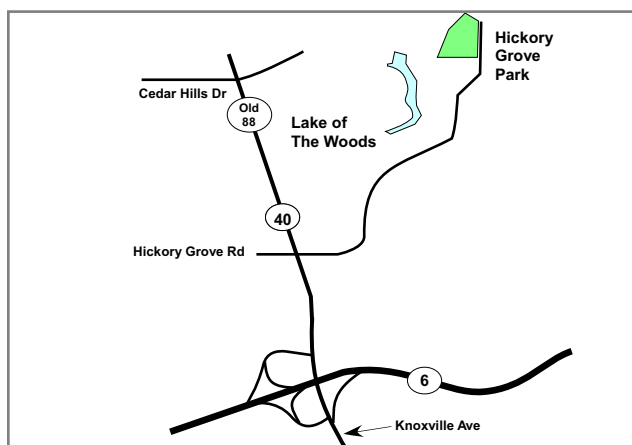 Hickory
Grove
Park
Cedar Hills Dr
Old
88
Lake of
The Woods
40
Hickory Grove Rd
6
Knoxville Ave